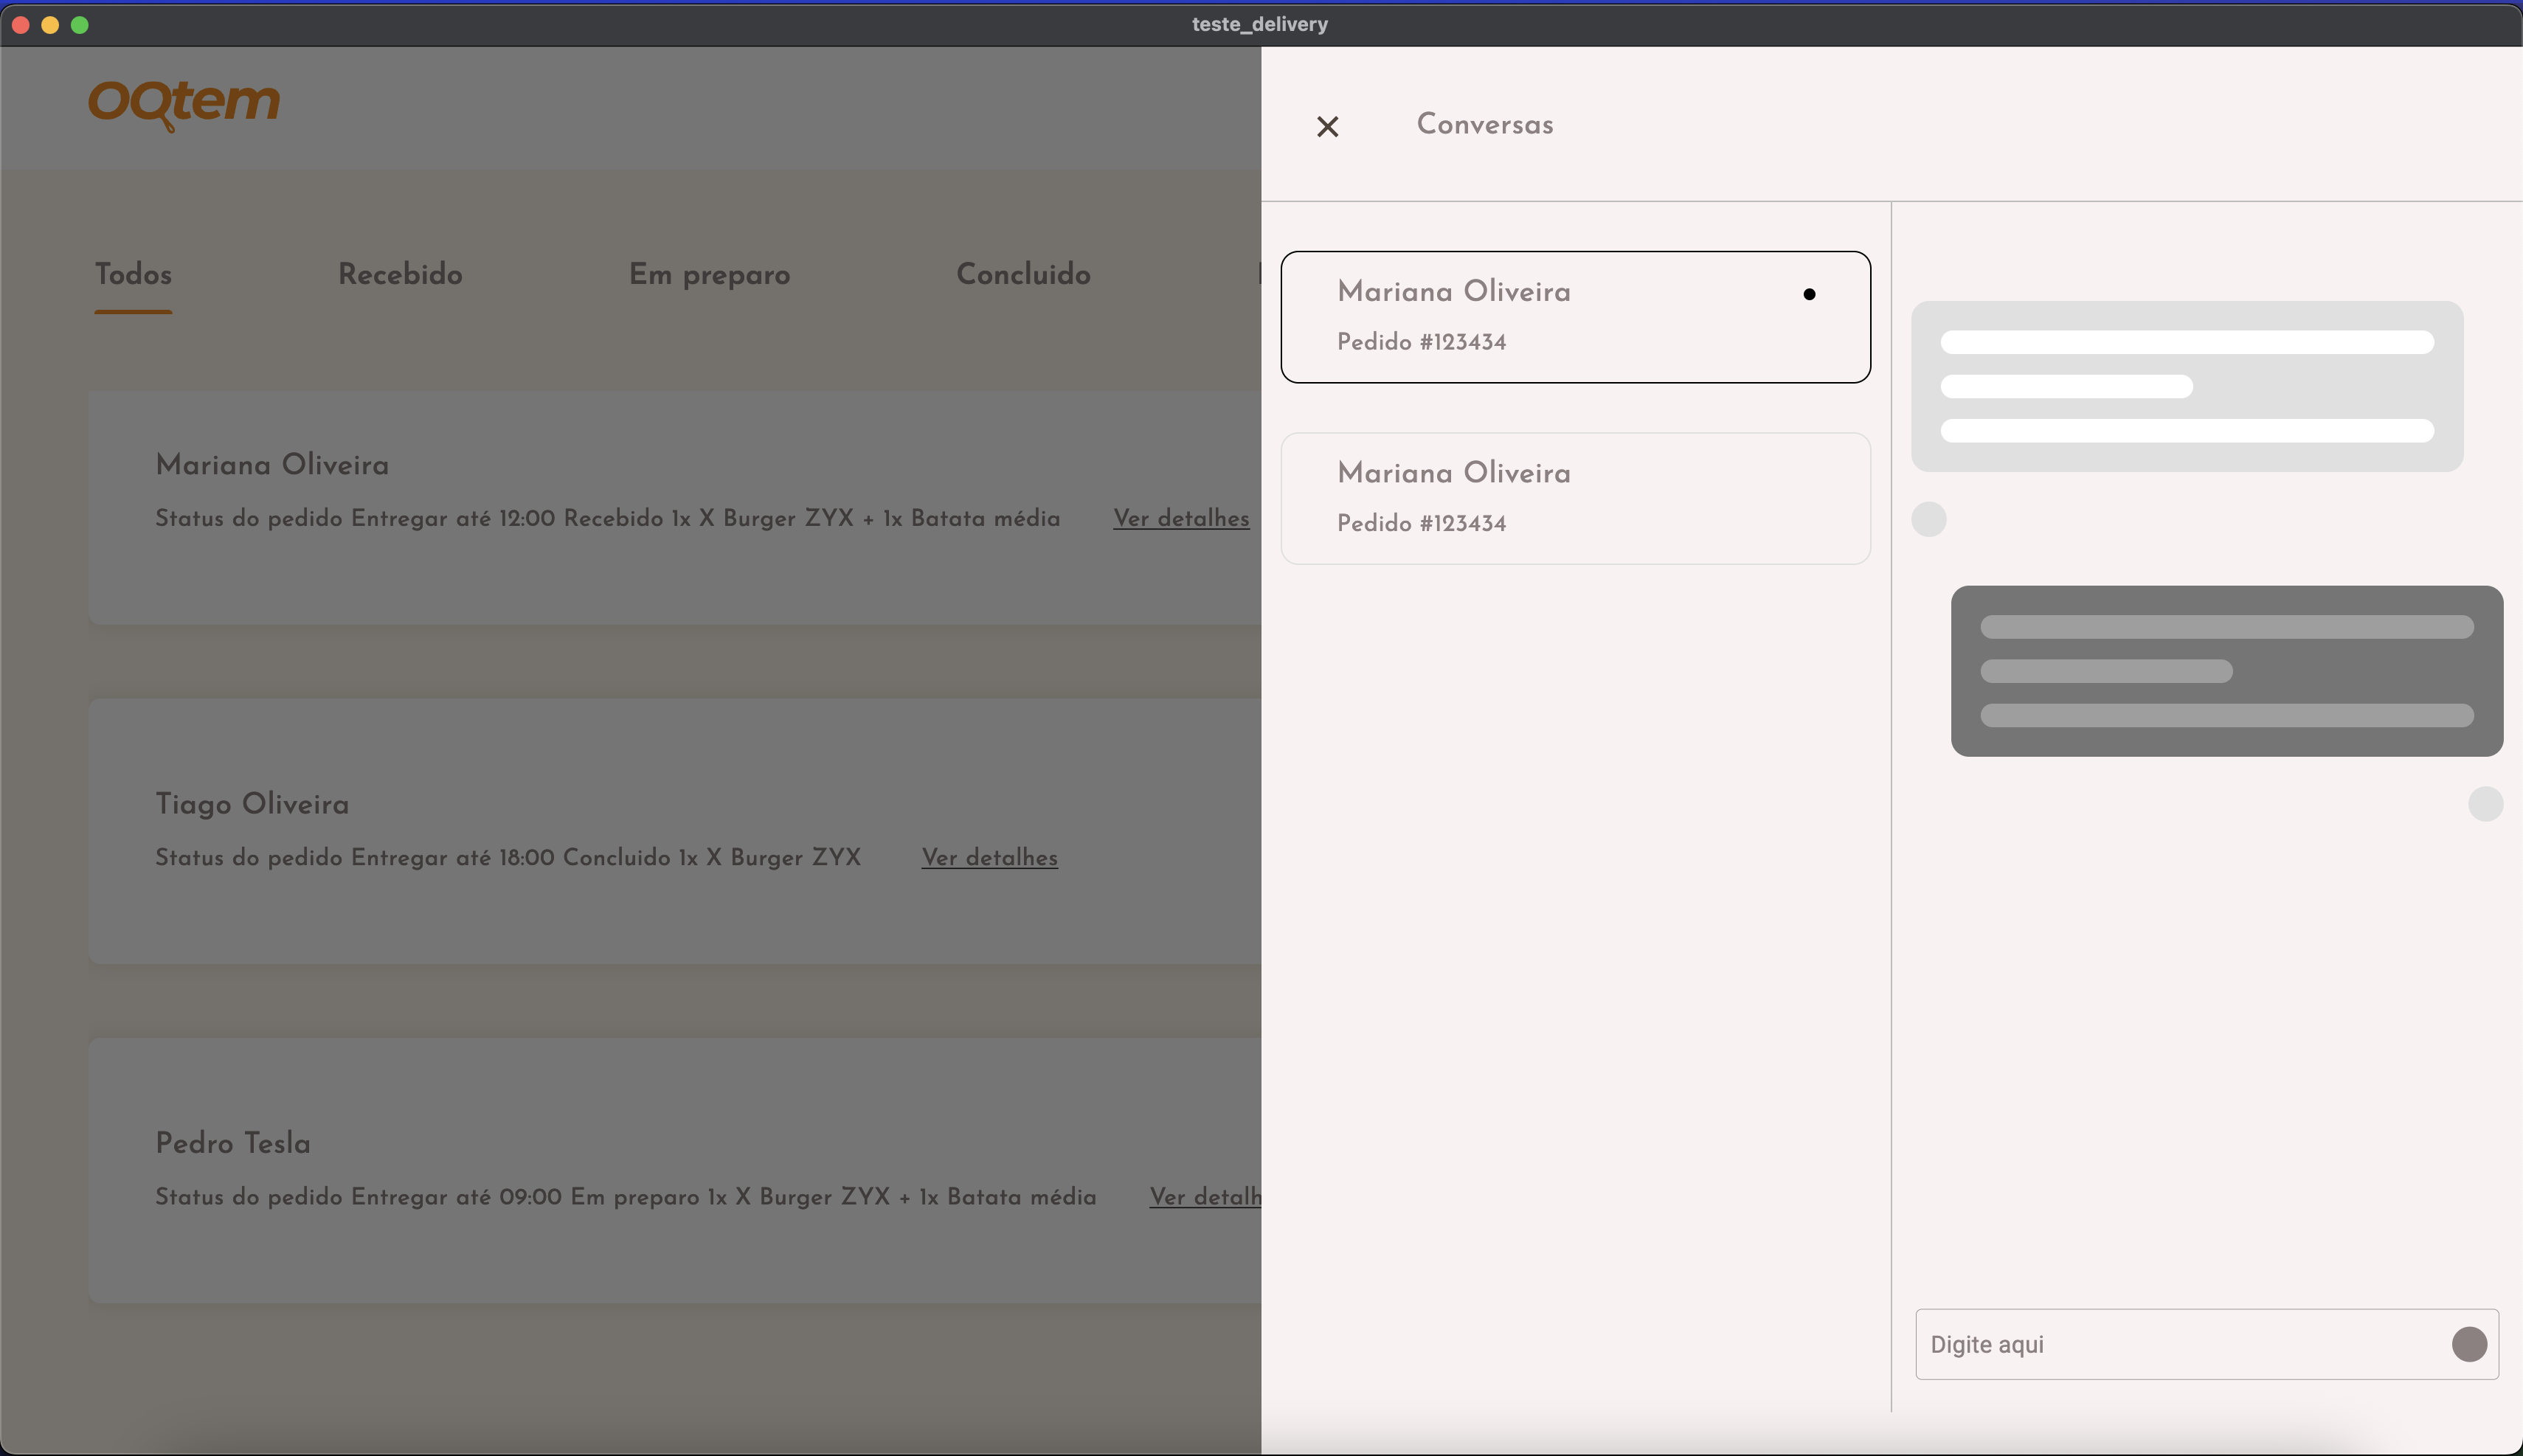 teste_delivery
OQtem
Todos
Recebido
Em preparo
Concluido
Mariana Oliveira
Status do pedido Entregar até 12:00 Recebido 1x X Burger ZYX + 1x Batata média
Ver detalhes
Tiago Oliveira
Status do pedido Entregar até 18:00 Concluido 1x X Burger ZYX
Ver detalhes
Pedro Tesla
Status do pedido Entregar até 09:00 Em preparo 1x X Burger ZYX + 1x Batata média
Ver detalh
Conversas
Mariana Oliveira
Pedido #123434
Mariana Oliveira
Pedido #123434
Digite aqui